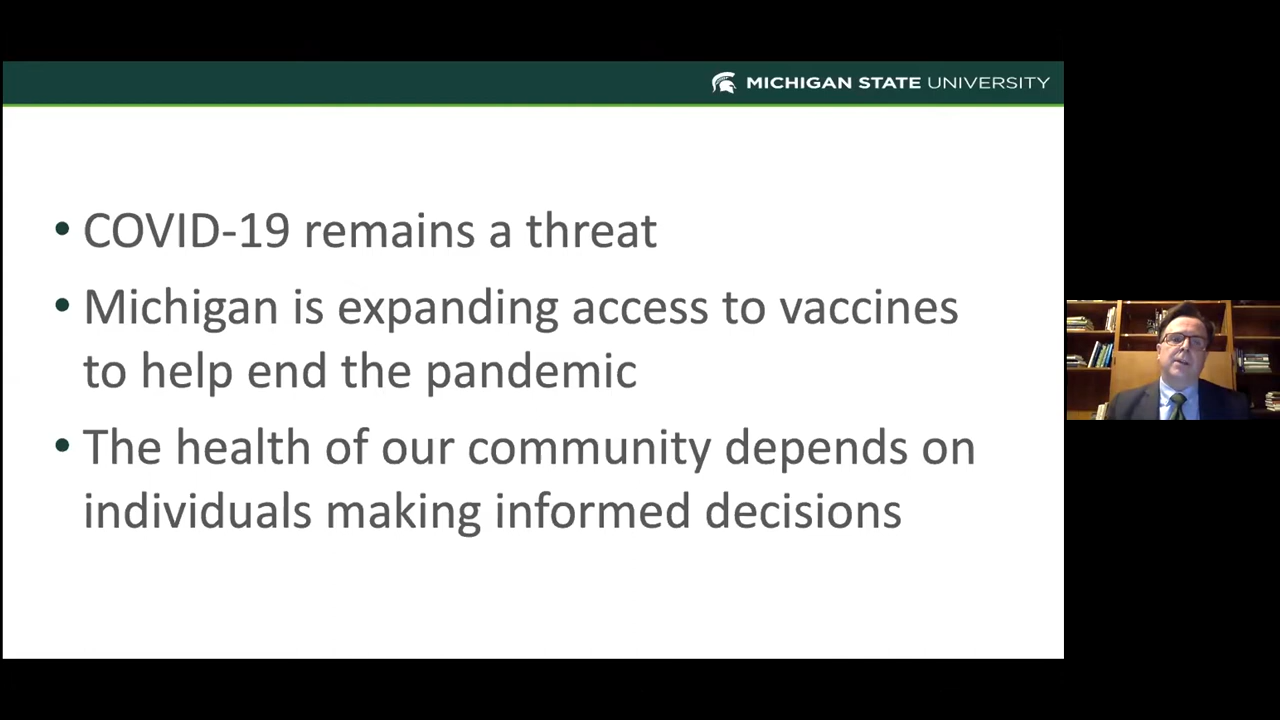 MICHIGAN STATE UNIVERSITY
• COVID-19 remains a threat
• Michigan is expanding access to vaccines
to help end the pandemic
• The health of our community depends on
individuals making informed decisions